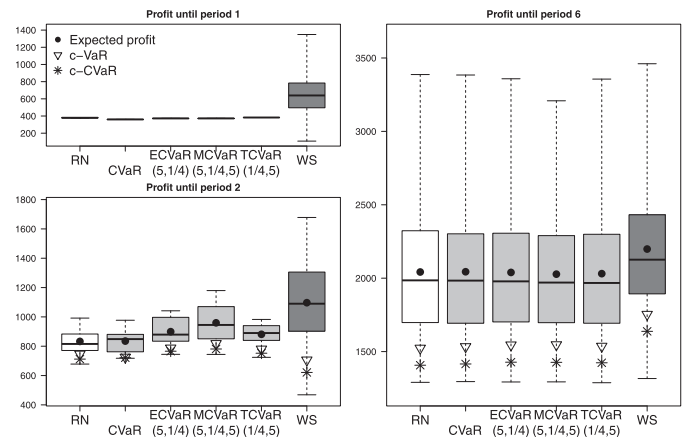 Profit until period 1
1400
1200
1000
800
600
400
200
● Expected profit
▽ c−VaR
✳ c−CVaR
RN
CVaR
ECVaR
(5,1/4)
MCVaR
(5,1/4,5)
TCVaR
(1/4,5)
WS
Profit until period 2
1800
1600
1400
1200
1000
800
600
400
RN
CVaR
ECVaR
(5,1/4)
MCVaR
(5,1/4,5)
TCVaR
(1/4,5)
WS
Profit until period 6
3500
3000
2500
2000
1500
RN
CVaR
ECVaR
(5,1/4)
MCVaR
(5,1/4,5)
TCVaR
(1/4,5)
WS